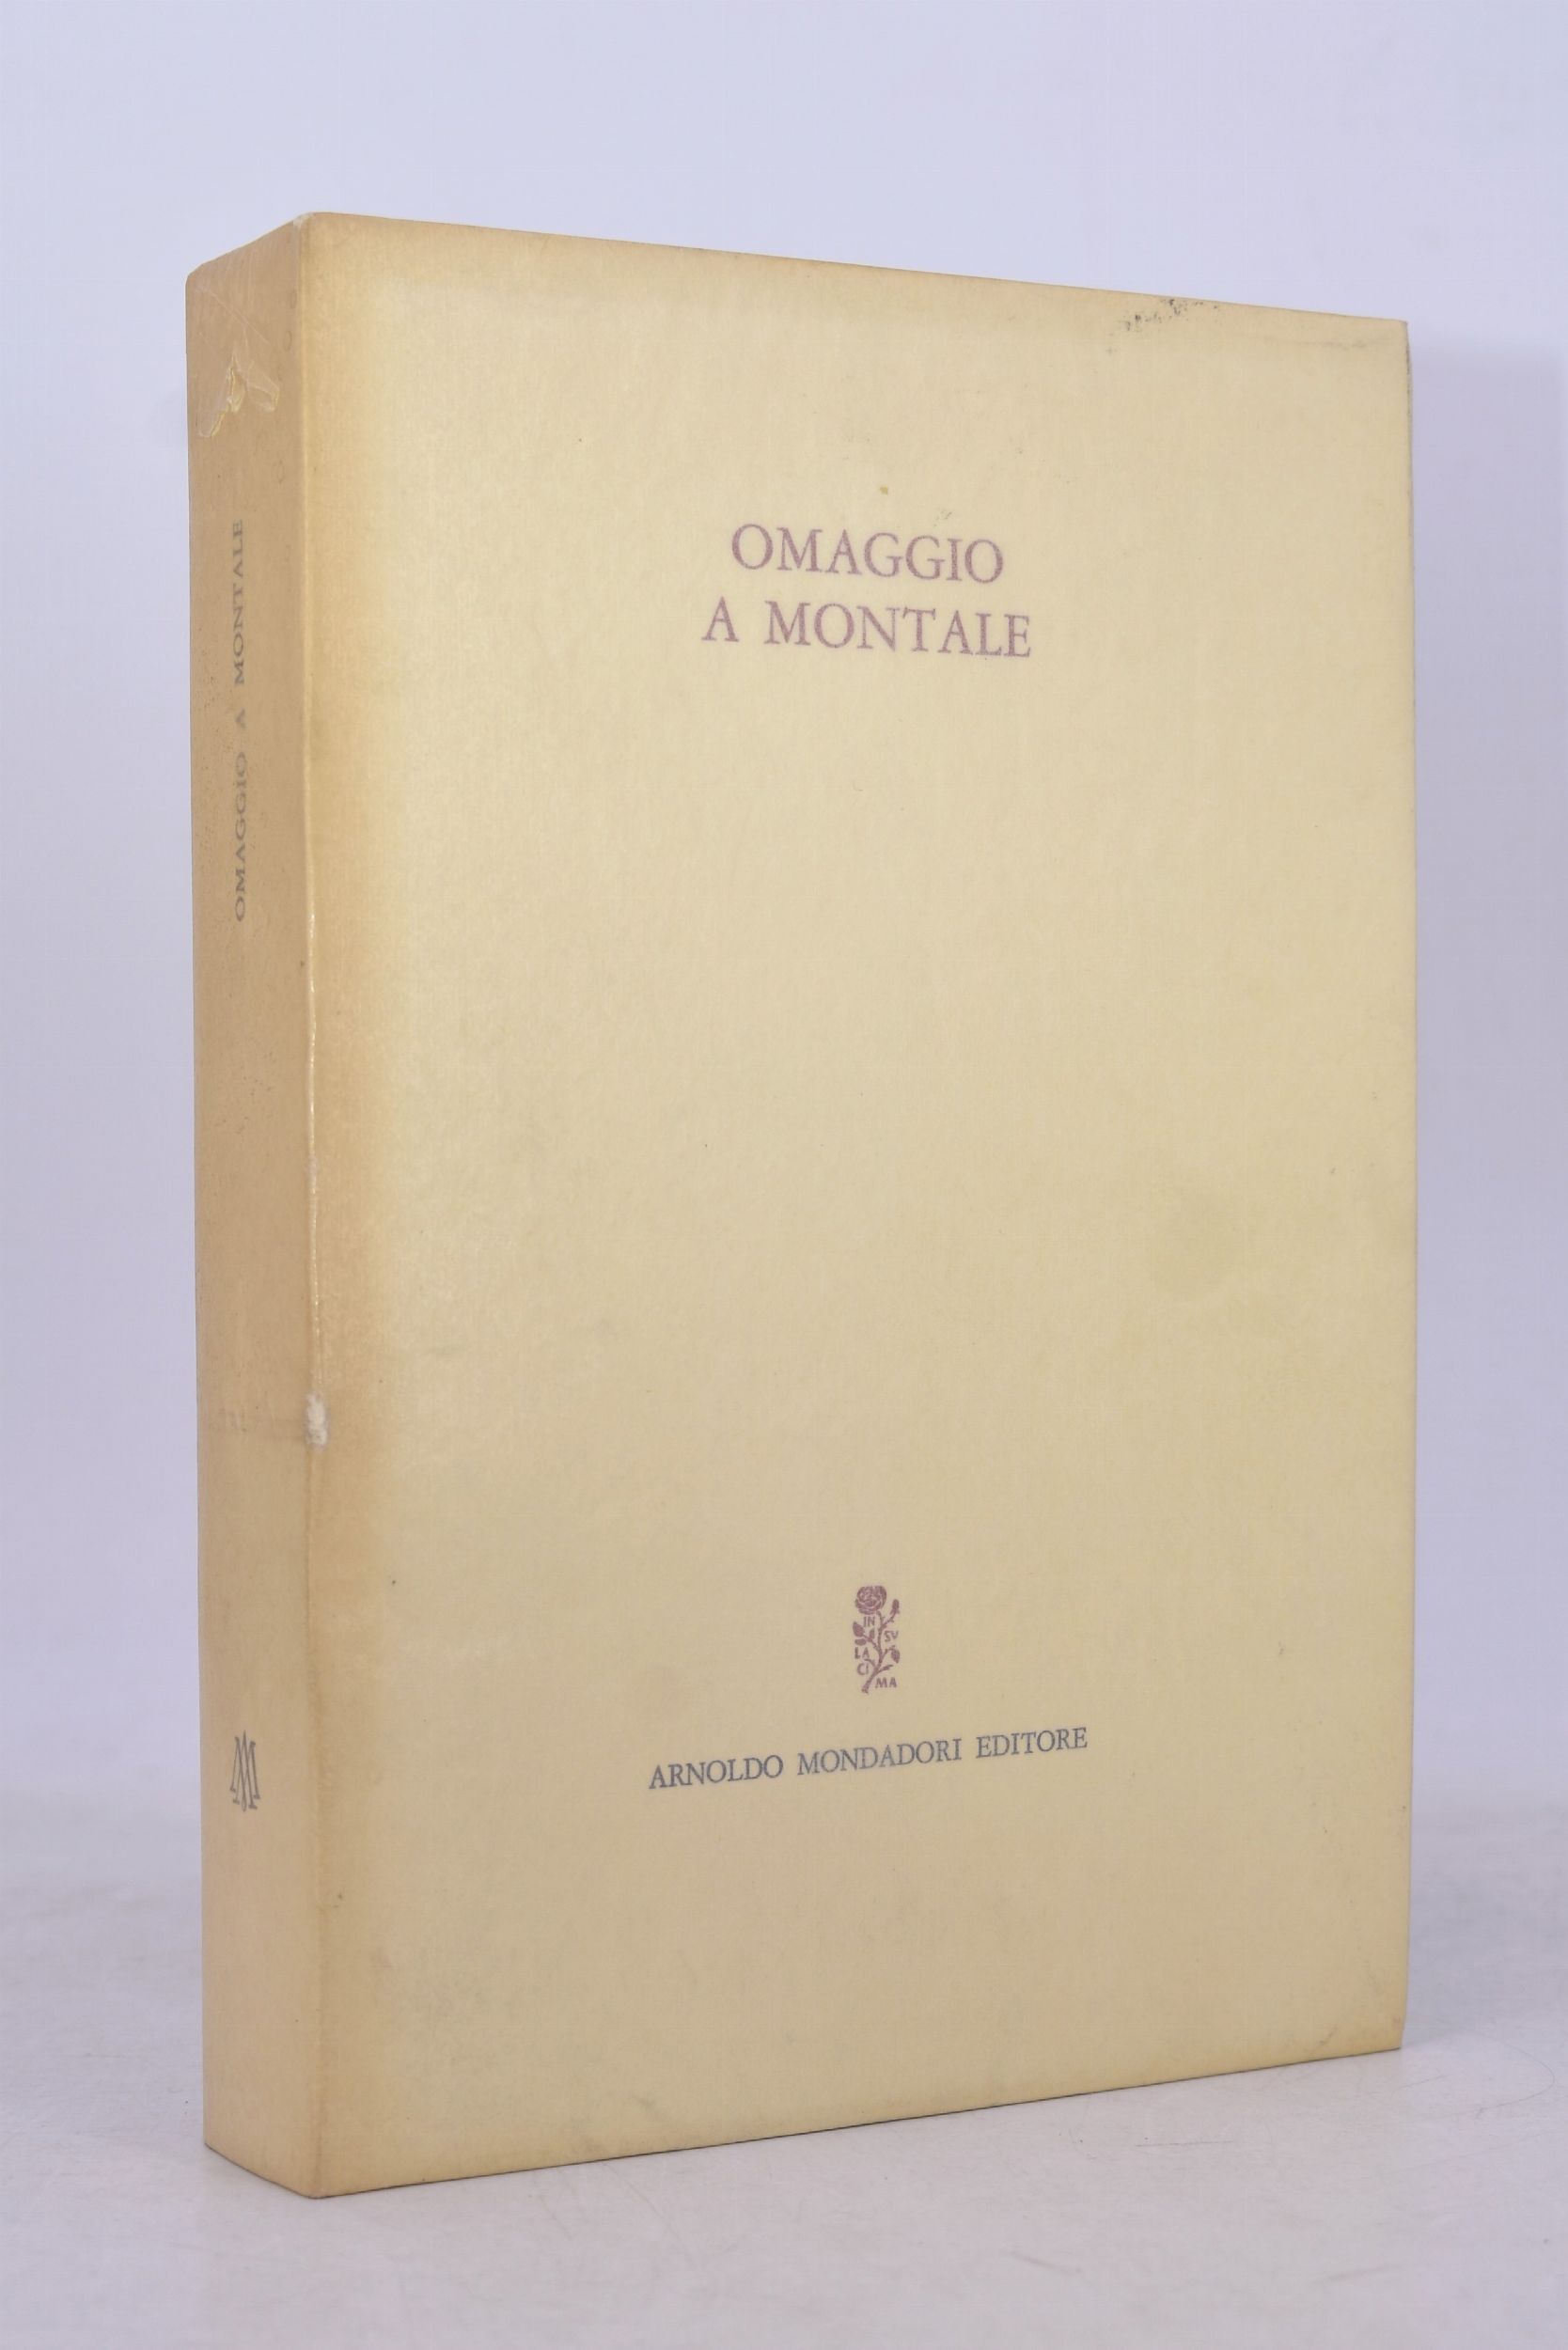 OMAGGIO A MONTALE
OMAGGIO
A MONTALE
IN
SV
LA
CI
MA
ARNOLDO MONDADORI EDITORE